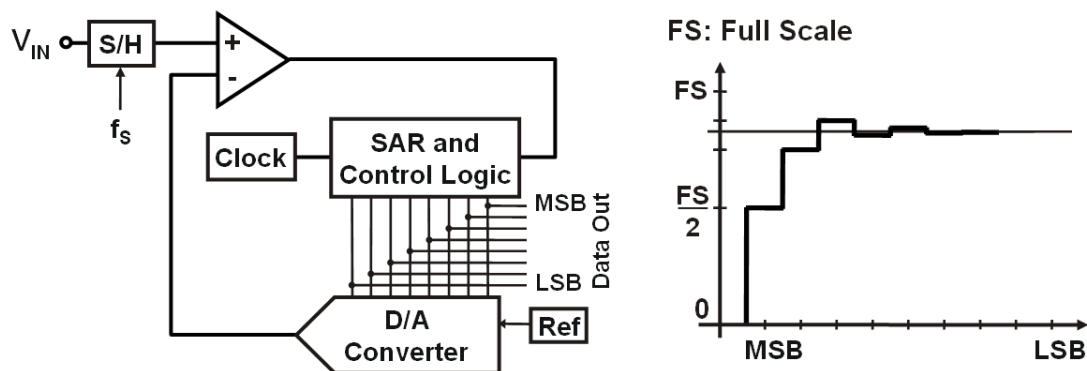 V_IN
S/H
+
-
f_S
Clock
SAR and
Control Logic
MSB
LSB
Data Out
D/A
Converter
Ref
FS: Full Scale
FS
FS
2
0
MSB
LSB